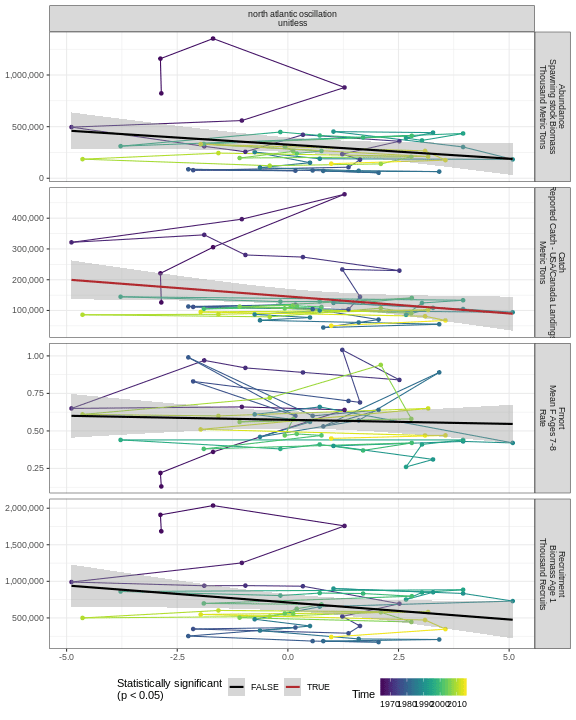 north atlantic oscillation
unitless
1,000,000
500,000
0
Abundance
Spawning stock Biomass
Thousand Metric Tons
400,000
300,000
200,000
100,000
Catch
Reported Catch - USA/Canada Landings
Metric Tons
1.00
0.75
0.50
0.25
Fmort
Mean F Ages 7-8
Rate
2,000,000
1,500,000
1,000,000
500,000
Recruitment
Biomass Age 1
Thousand Recruits
-5.0 -2.5 0.0 2.5 5.0
Statistically significant
(p < 0.05)
FALSE TRUE
Time
1970 1980 1990 2000 2010